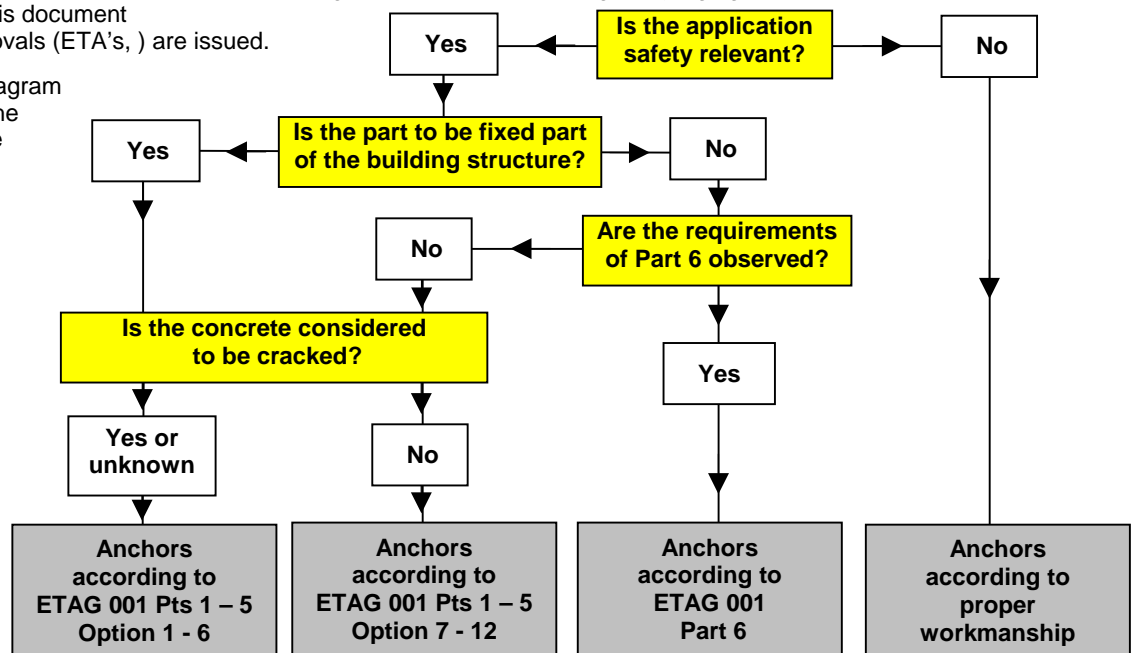 is document
ovals (ETA's, ) are issued.
agram
ne
e
Is the application
safety relevant?
Yes
No
Is the part to be fixed part
of the building structure?
Yes
No
Are the requirements
of Part 6 observed?
No
Is the concrete considered
to be cracked?
Yes
Yes or
unknown
No
Anchors
according to
ETAG 001 Pts 1 – 5
Option 1 - 6
Anchors
according to
ETAG 001 Pts 1 – 5
Option 7 - 12
Anchors
according to
ETAG 001
Part 6
Anchors
according to
proper
workmanship